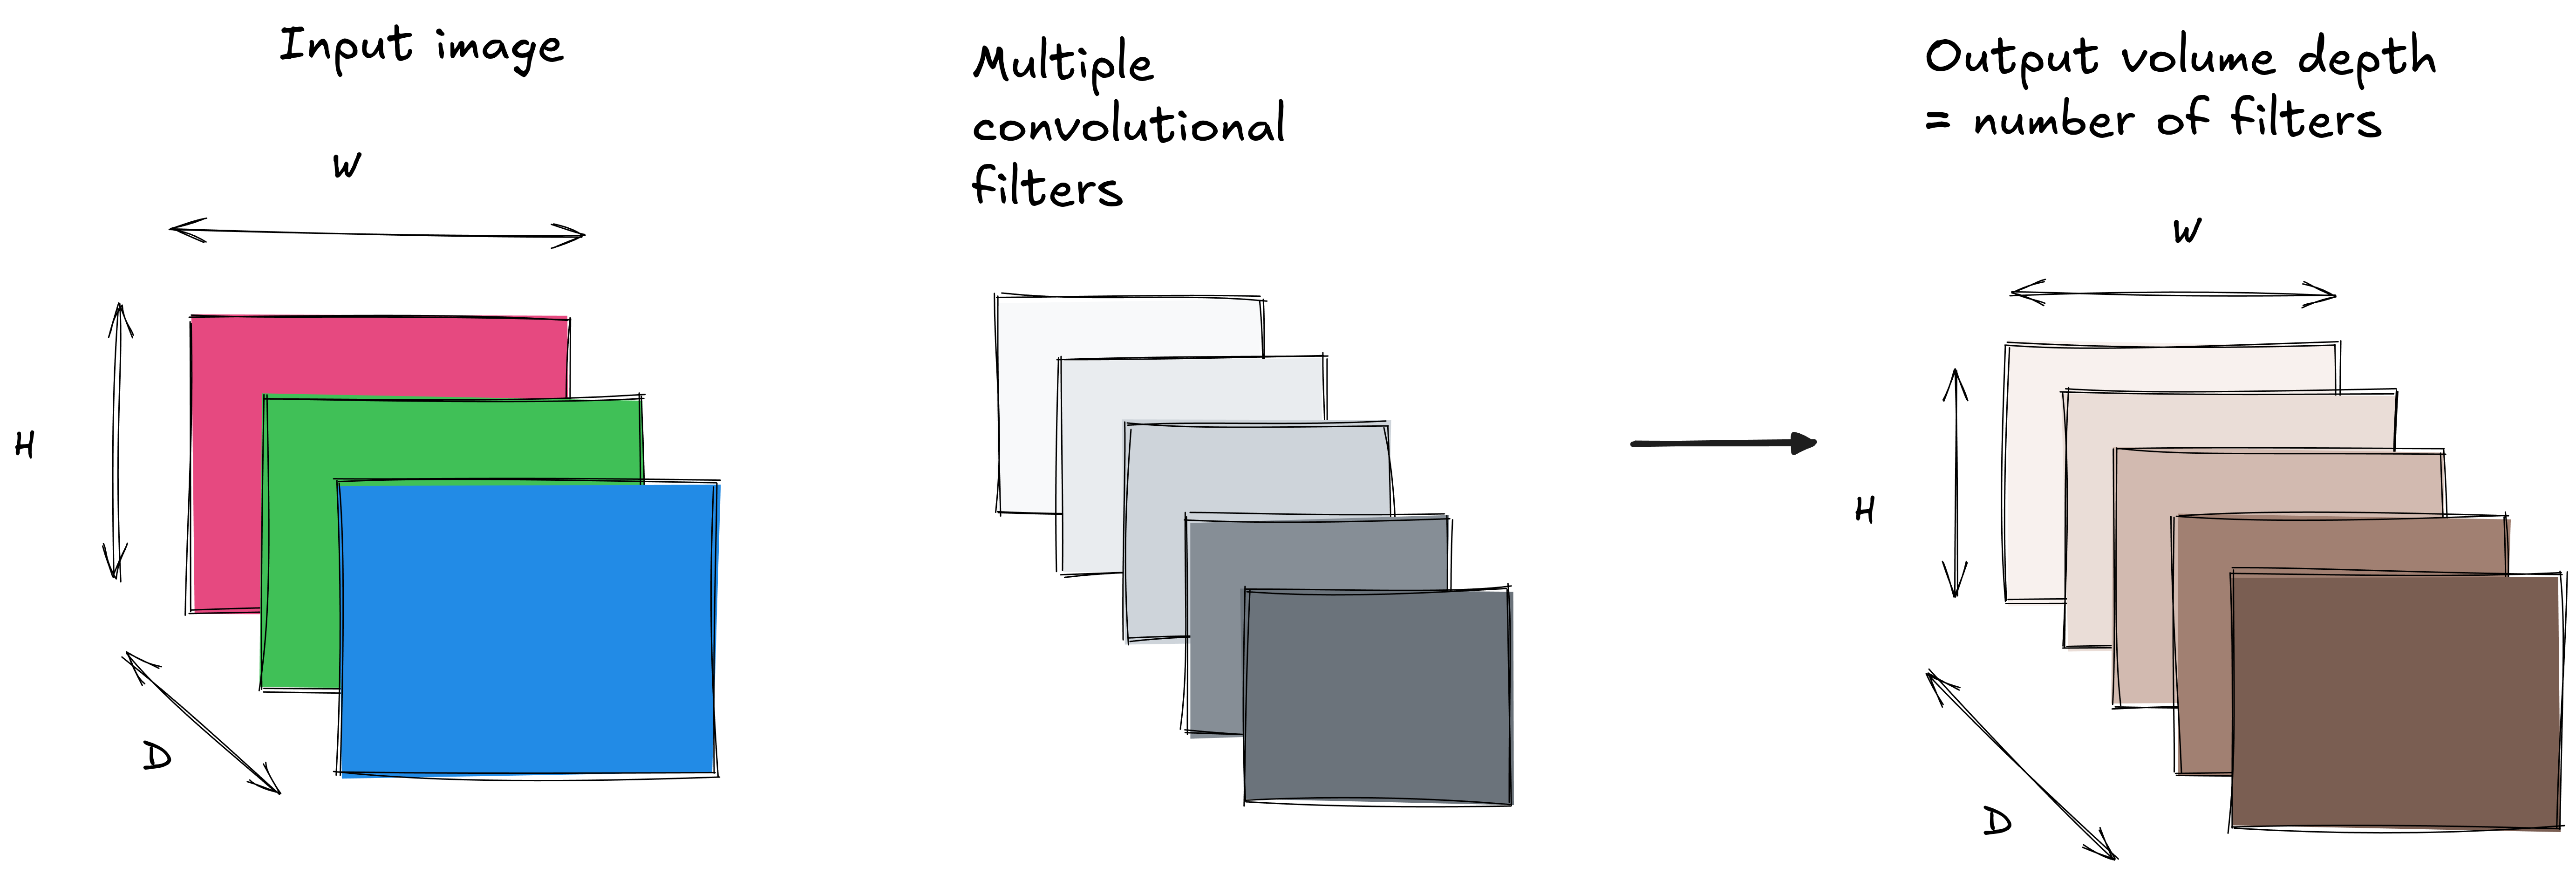 Input image
W
H
D
Multiple
convolutional
filters
Output volume depth
= number of filters
W
H
D